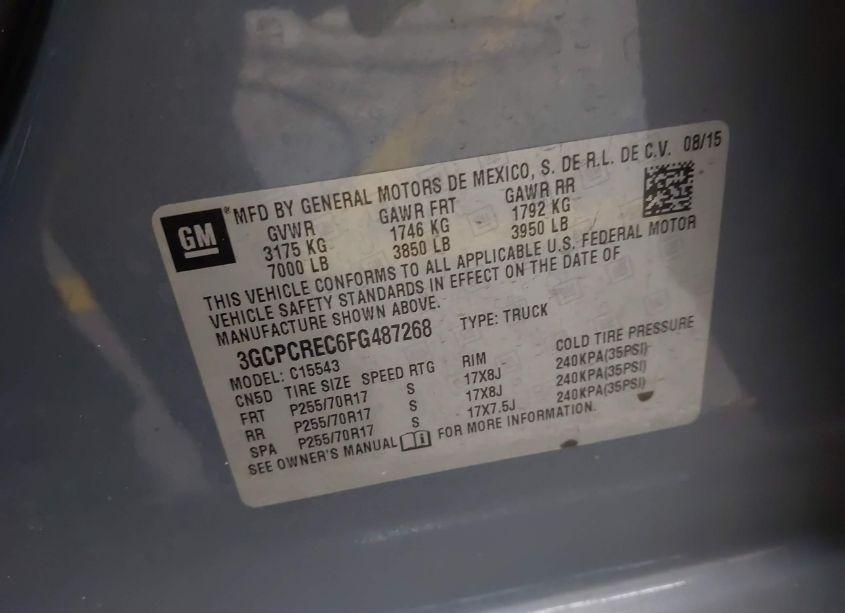 GM® MFD BY GENERAL MOTORS DE MEXICO, S. DE R.L. DE C.V. 08/15
GVWR GAWR FRT GAWR RR
3175 KG 1746 KG 1792 KG
7000 LB 3850 LB 3950 LB
THIS VEHICLE CONFORMS TO ALL APPLICABLE U.S. FEDERAL MOTOR
VEHICLE SAFETY STANDARDS IN EFFECT ON THE DATE OF
MANUFACTURE SHOWN ABOVE.
3GCPCREC6FG487268 TYPE: TRUCK
MODEL: C15543
CN5D TIRE SIZE SPEED RTG RIM COLD TIRE PRESSURE
FRT P255/70R17 S 17X8J 240KPA(35PSI)
RR P255/70R17 S 17X8J 240KPA(35PSI)
SPA P255/70R17 S 17X7.5J 240KPA(35PSI)
SEE OWNER'S MANUAL FOR MORE INFORMATION.